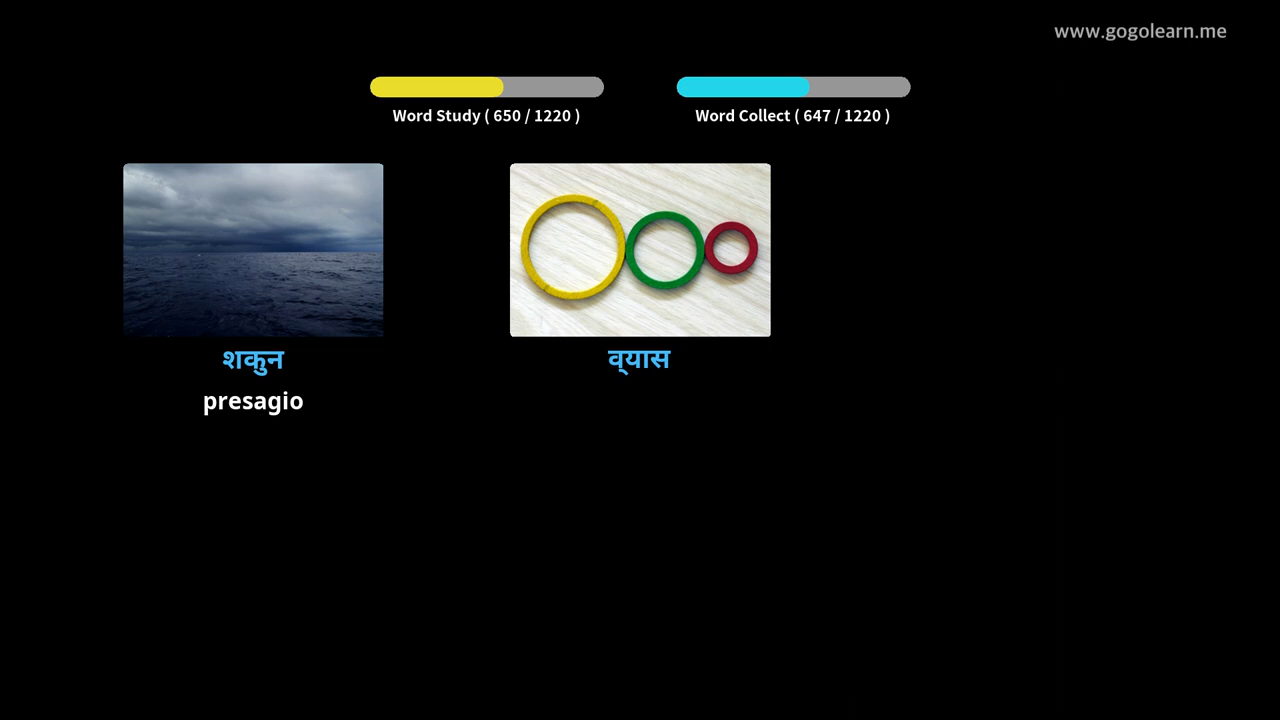 www.gogolearn.me
Word Study ( 650 / 1220 )
Word Collect ( 647 / 1220 )
शकुन
presagio
व्यास